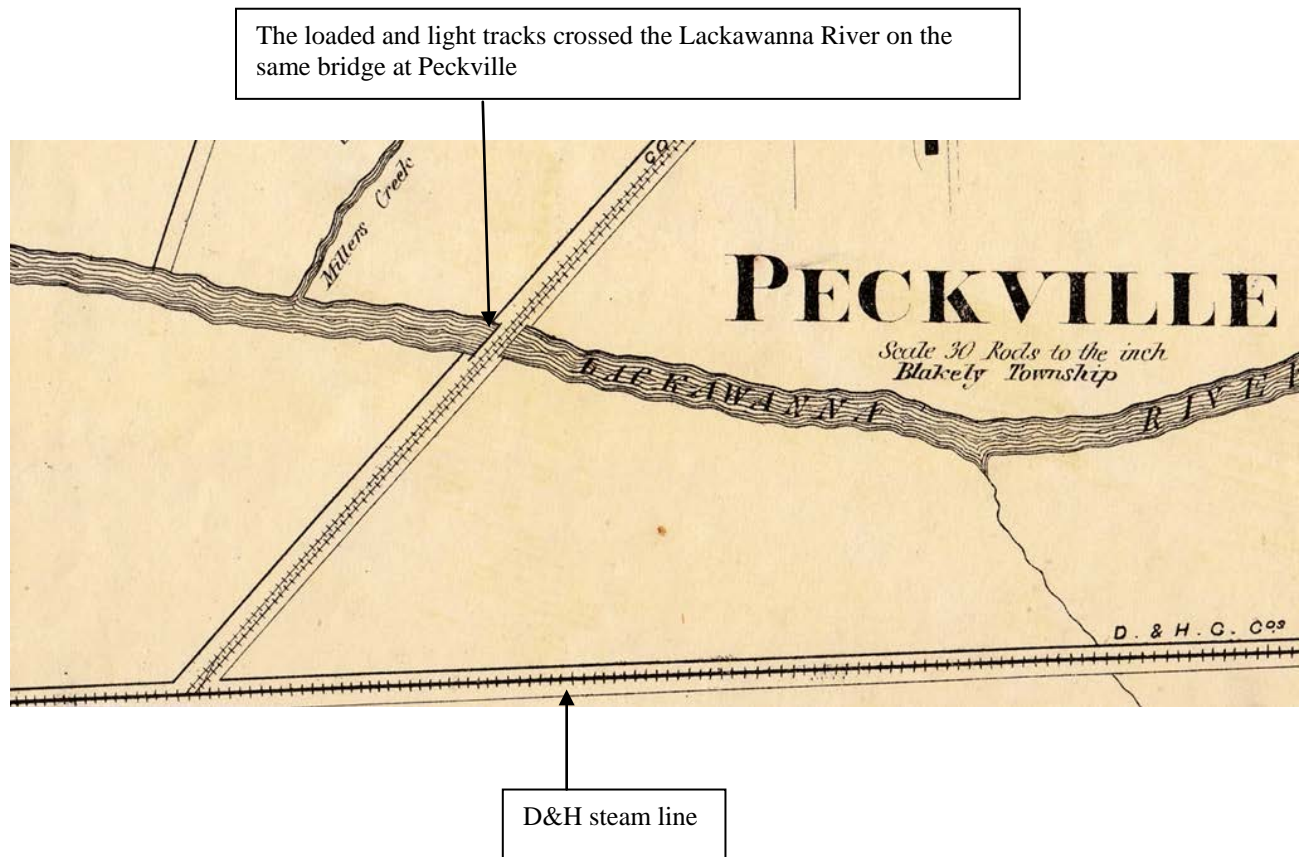 The loaded and light tracks crossed the Lackawanna River on the
same bridge at Peckville
Millers Creek
CO
PECKVILLE
Scale 30 Rods to the inch
Blakely Township
LACKAWANNA RIVER
D. & H. C. Cos
D&H steam line